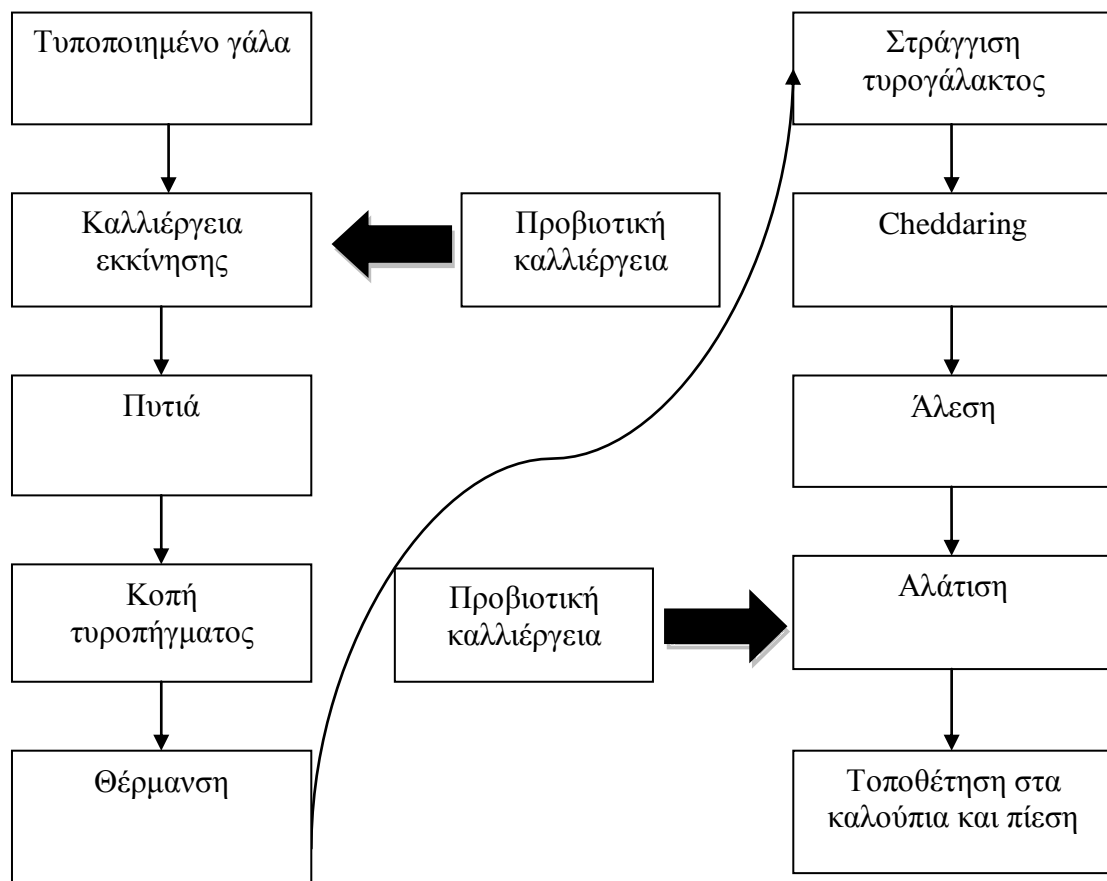 Τυποποιημένο γάλα
Καλλιέργεια
εκκίνησης
Προβιοτική
καλλιέργεια
Πυτιά
Κοπή
τυροπήγματος
Θέρμανση
Στράγγιση
τυρογάλακτος
Cheddaring
Άλεση
Προβιοτική
καλλιέργεια
Αλάτιση
Τοποθέτηση στα
καλούπια και πίεση